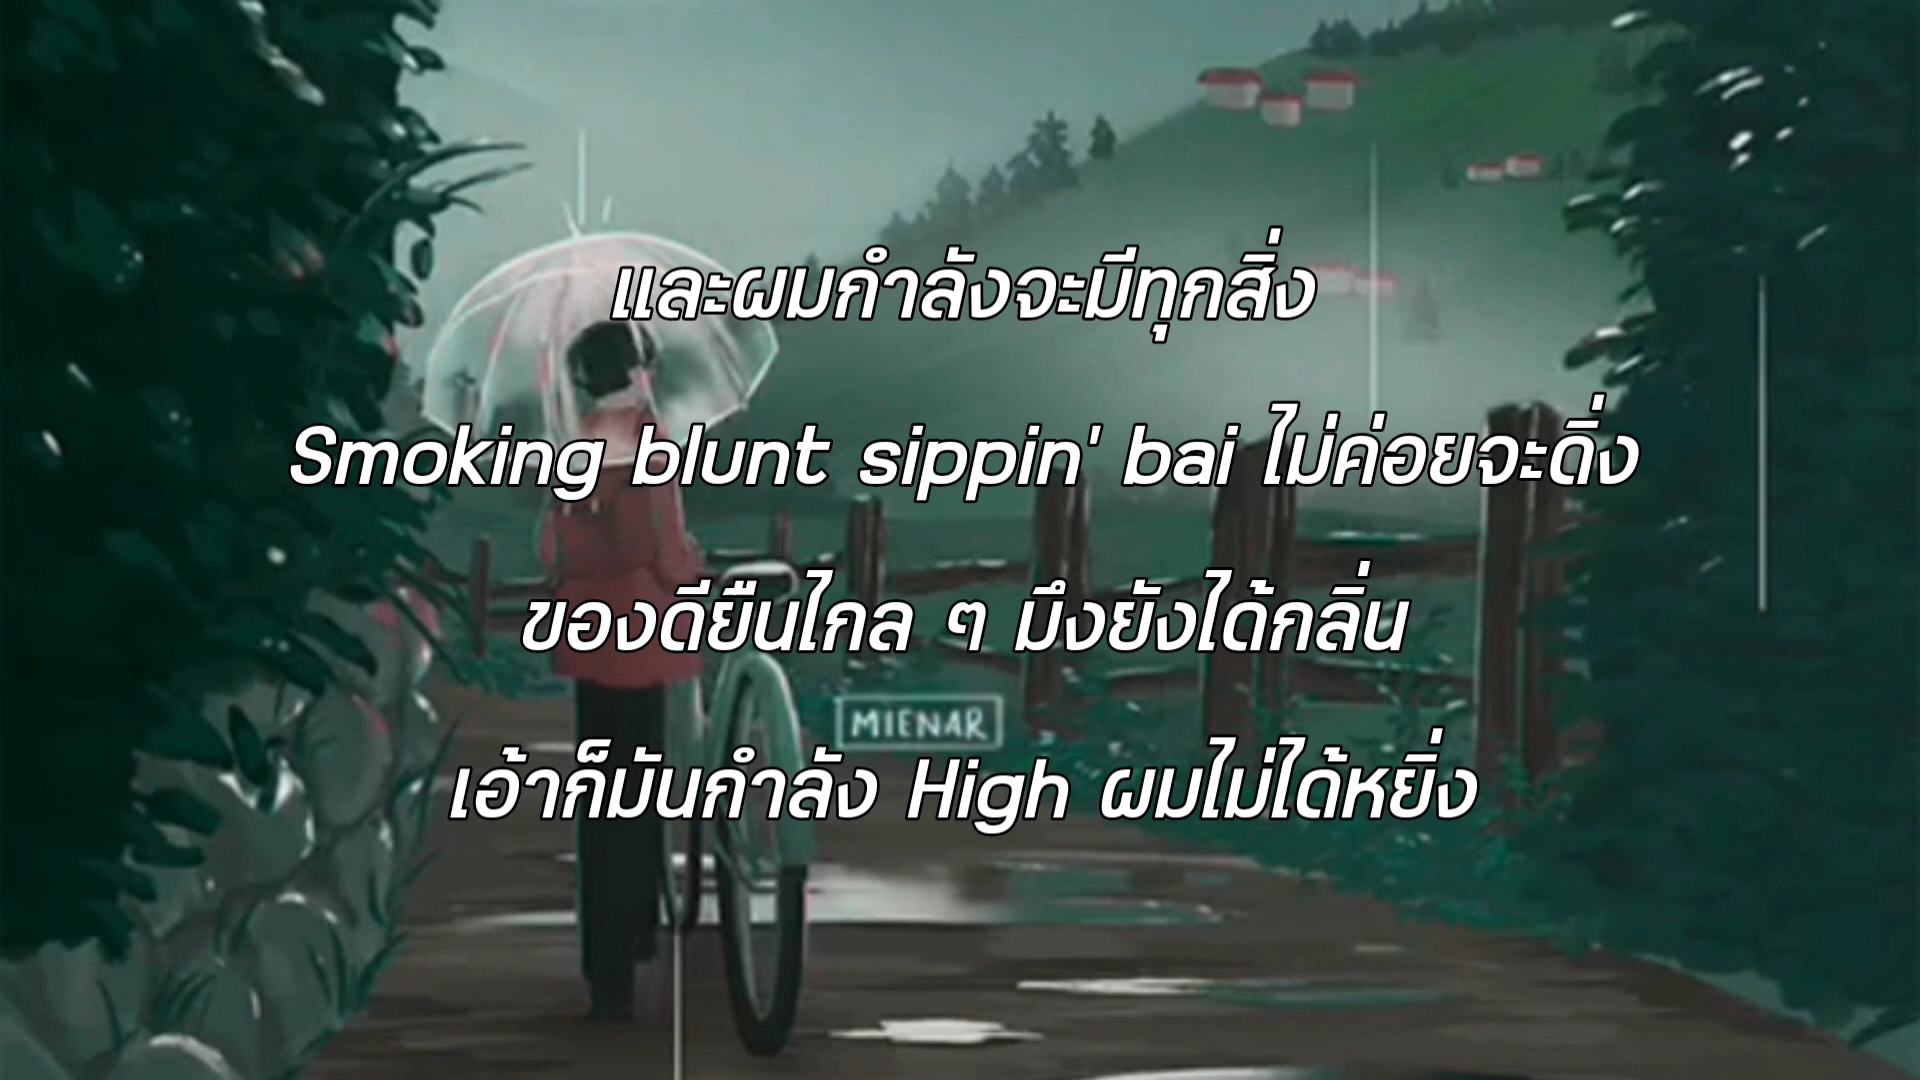 และผมกำลังจะมีทุกสิ่ง
Smoking blunt sippin' bai ไม่ค่อยจะดิ่ง
ของดียืนไกล ๆ มึงยังได้กลิ่น
MIENAR
เอ้าก็มันกำลัง High ผมไม่ได้หยิ่ง